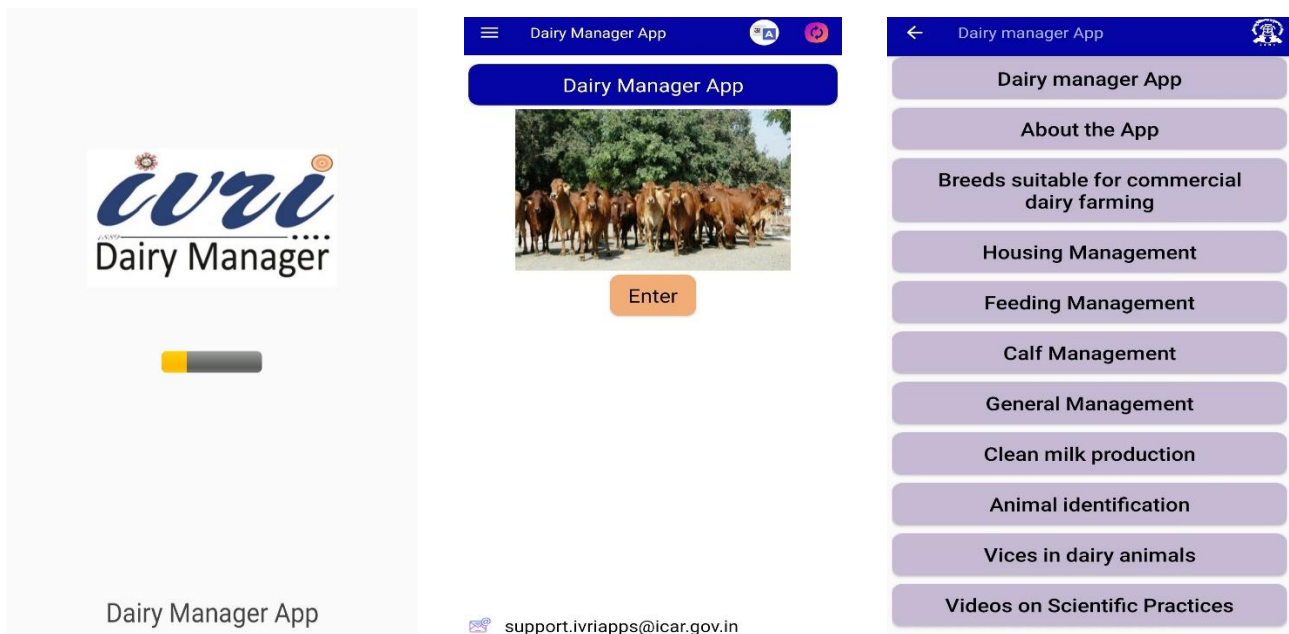 ivri
Dairy Manager
Dairy Manager App
Dairy Manager App
Dairy Manager App
Enter
support.ivriapps@icar.gov.in
Dairy manager App
Dairy manager App
About the App
Breeds suitable for commercial
dairy farming
Housing Management
Feeding Management
Calf Management
General Management
Clean milk production
Animal identification
Vices in dairy animals
Videos on Scientific Practices